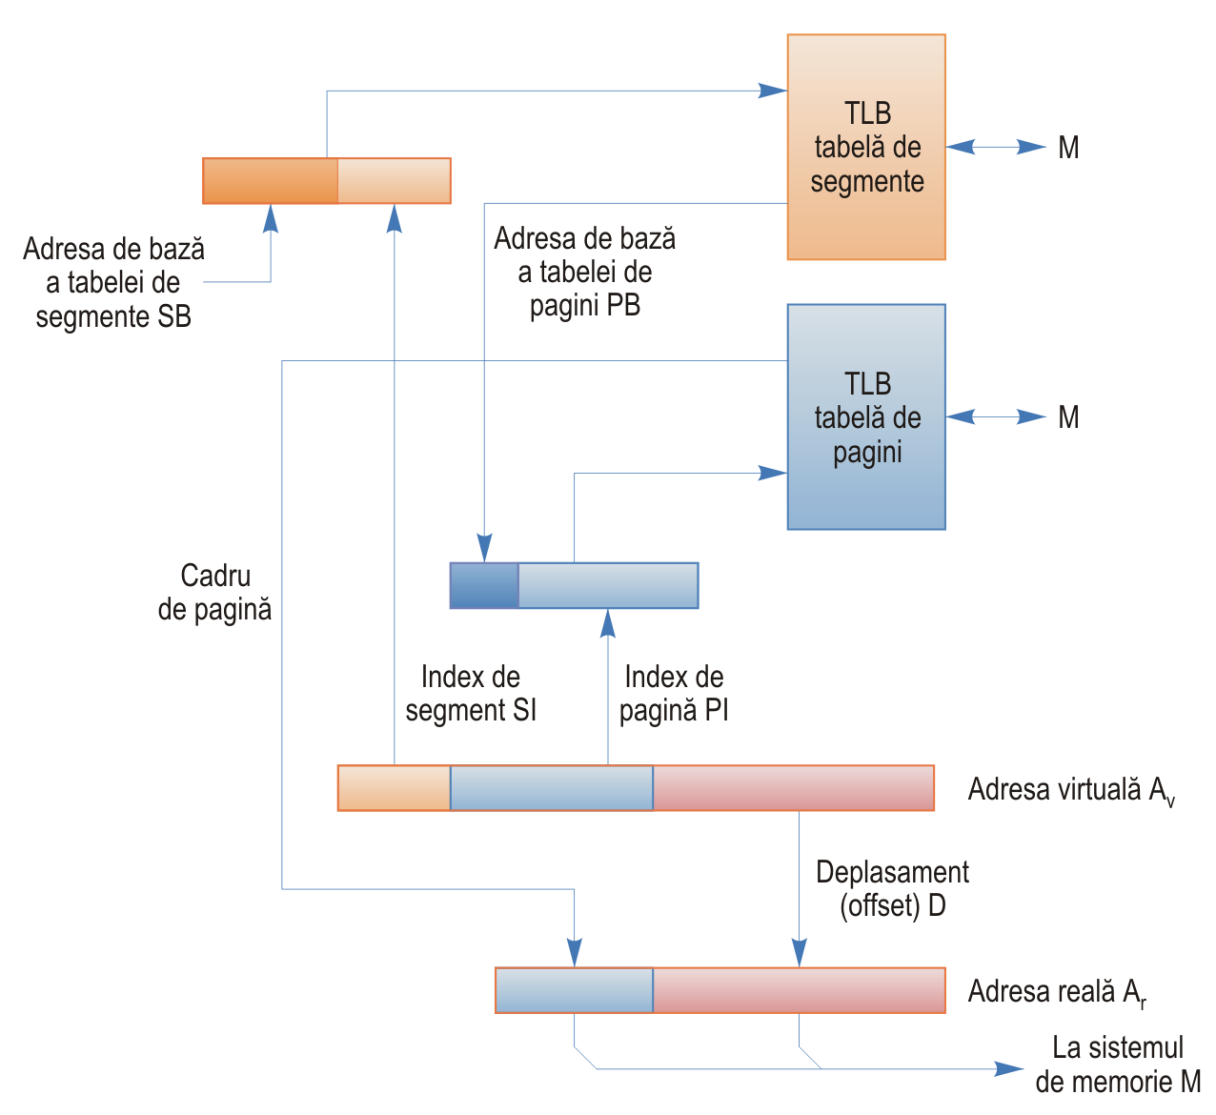 TLB
tabelă de
segmente
M
Adresa de bază
a tabelei de
segmente SB
Adresa de bază
a tabelei de
pagini PB
TLB
tabelă de
pagini
M
Cadru
de pagină
Index de
segment SI
Index de
pagină PI
Adresa virtuală Av
Deplasament
(offset) D
Adresa reală Ar
La sistemul
de memorie M